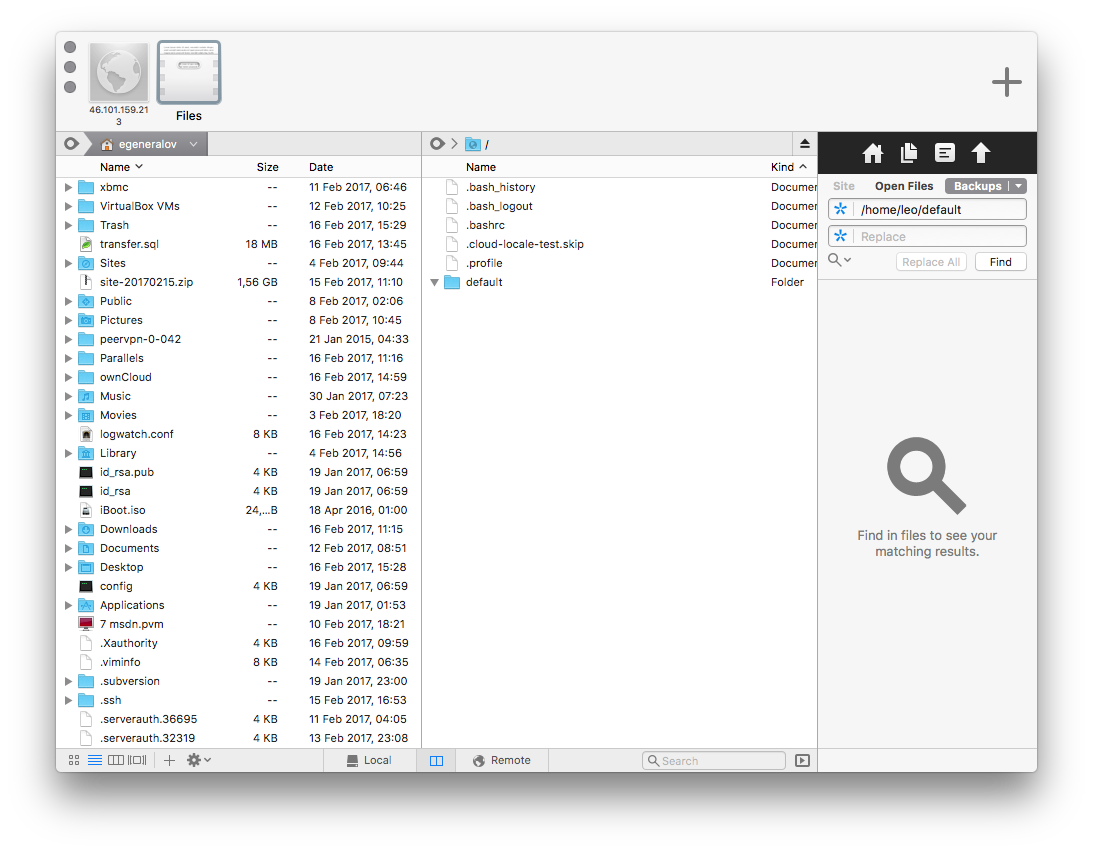 46.101.159.21
3
Files
egeneralov
/
Name Size Date
xbmc -- 11 Feb 2017, 06:46
VirtualBox VMs -- 12 Feb 2017, 10:25
Trash -- 16 Feb 2017, 15:29
transfer.sql 18 MB 16 Feb 2017, 13:45
Sites -- 4 Feb 2017, 09:44
site-20170215.zip 1,56 GB 15 Feb 2017, 11:10
Public -- 8 Feb 2017, 02:06
Pictures -- 8 Feb 2017, 10:45
peervpn-0-042 -- 21 Jan 2015, 04:33
Parallels -- 16 Feb 2017, 11:16
ownCloud -- 16 Feb 2017, 14:59
Music -- 30 Jan 2017, 07:23
Movies -- 3 Feb 2017, 18:20
logwatch.conf 8 KB 16 Feb 2017, 14:23
Library -- 4 Feb 2017, 14:56
id_rsa.pub 4 KB 19 Jan 2017, 06:59
id_rsa 4 KB 19 Jan 2017, 06:59
iBoot.iso 24,...B 18 Apr 2016, 01:00
Downloads -- 16 Feb 2017, 11:15
Documents -- 12 Feb 2017, 08:51
Desktop -- 16 Feb 2017, 15:28
config 4 KB 19 Jan 2017, 06:59
Applications -- 19 Jan 2017, 01:53
7 msdn.pvm -- 10 Feb 2017, 18:21
.Xauthority 4 KB 16 Feb 2017, 09:59
.viminfo 8 KB 14 Feb 2017, 06:35
.subversion -- 19 Jan 2017, 23:00
.ssh -- 15 Feb 2017, 16:53
.serverauth.36695 4 KB 11 Feb 2017, 04:05
.serverauth.32319 4 KB 13 Feb 2017, 23:08
Name Kind
.bash_history Documer
.bash_logout Documer
.bashrc Documer
.cloud-locale-test.skip Documer
.profile Documer
default Folder
Site Open Files Backups
/home/leo/default
Replace
Replace All Find
Find in files to see your
matching results.
Local Remote Search